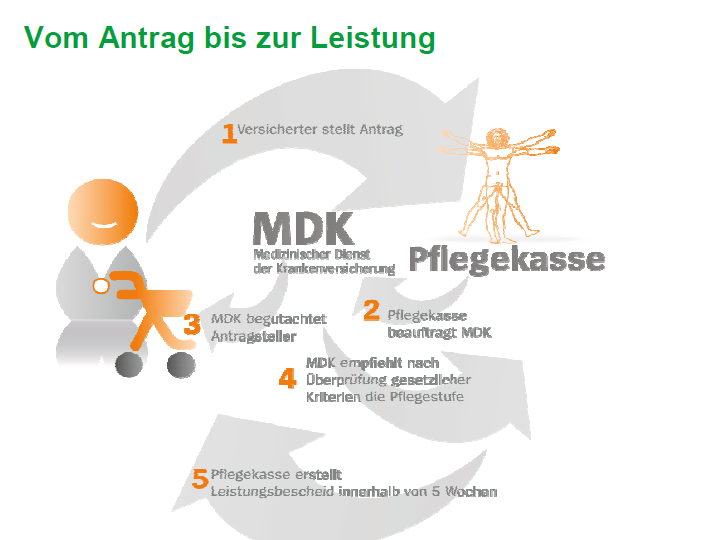 Vom Antrag bis zur Leistung
1 Versicherter stellt Antrag
MDK
Medizinischer Dienst
der Krankenversicherung
Pflegekasse
2 Pflegekasse
beauftragt MDK
3 MDK begutachtet
Antragsteller
4 MDK empfiehlt nach
Überprüfung gesetzlicher
Kriterien die Pflegestufe
5 Pflegekasse erstellt
Leistungsbescheid innerhalb von 5 Wochen